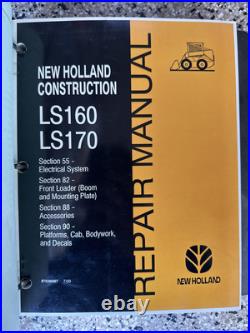 NEW HOLLAND
CONSTRUCTION
LS160
LS170
Section 55 -
Electrical System
Section 82 -
Front Loader (Boom
and Mounting Plate)
Section 88 -
Accessories
Section 90 -
Platforms, Cab, Bodywork,
and Decals
REPAIR MANUAL
NEW HOLLAND